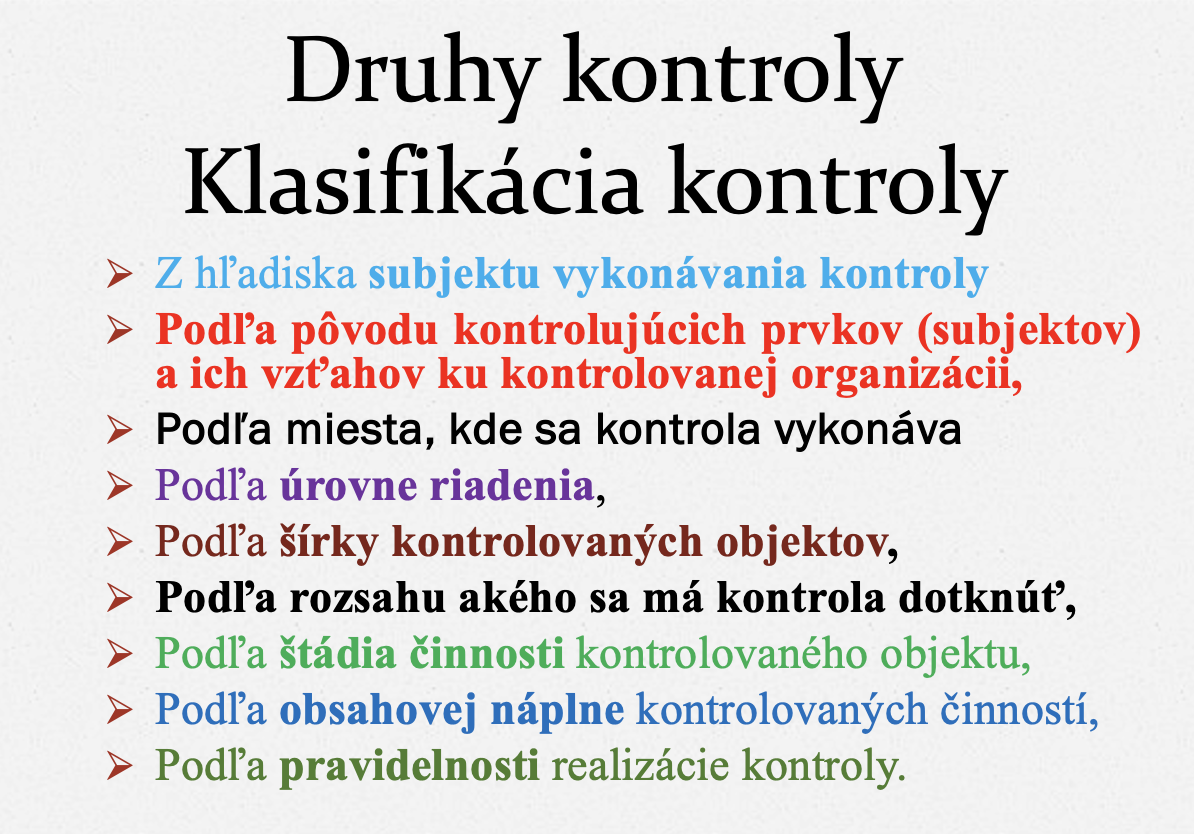 Druhy kontroly
Klasifikácia kontroly
➢ Z hľadiska subjektu vykonávania kontroly
➢ Podľa pôvodu kontrolujúcich prvkov (subjektov)
a ich vzťahov ku kontrolovanej organizácii,
➢ Podľa miesta, kde sa kontrola vykonáva
➢ Podľa úrovne riadenia,
➢ Podľa šírky kontrolovaných objektov,
➢ Podľa rozsahu akého sa má kontrola dotknúť,
➢ Podľa štádia činnosti kontrolovaného objektu,
➢ Podľa obsahovej náplne kontrolovaných činností,
➢ Podľa pravidelnosti realizácie kontroly.